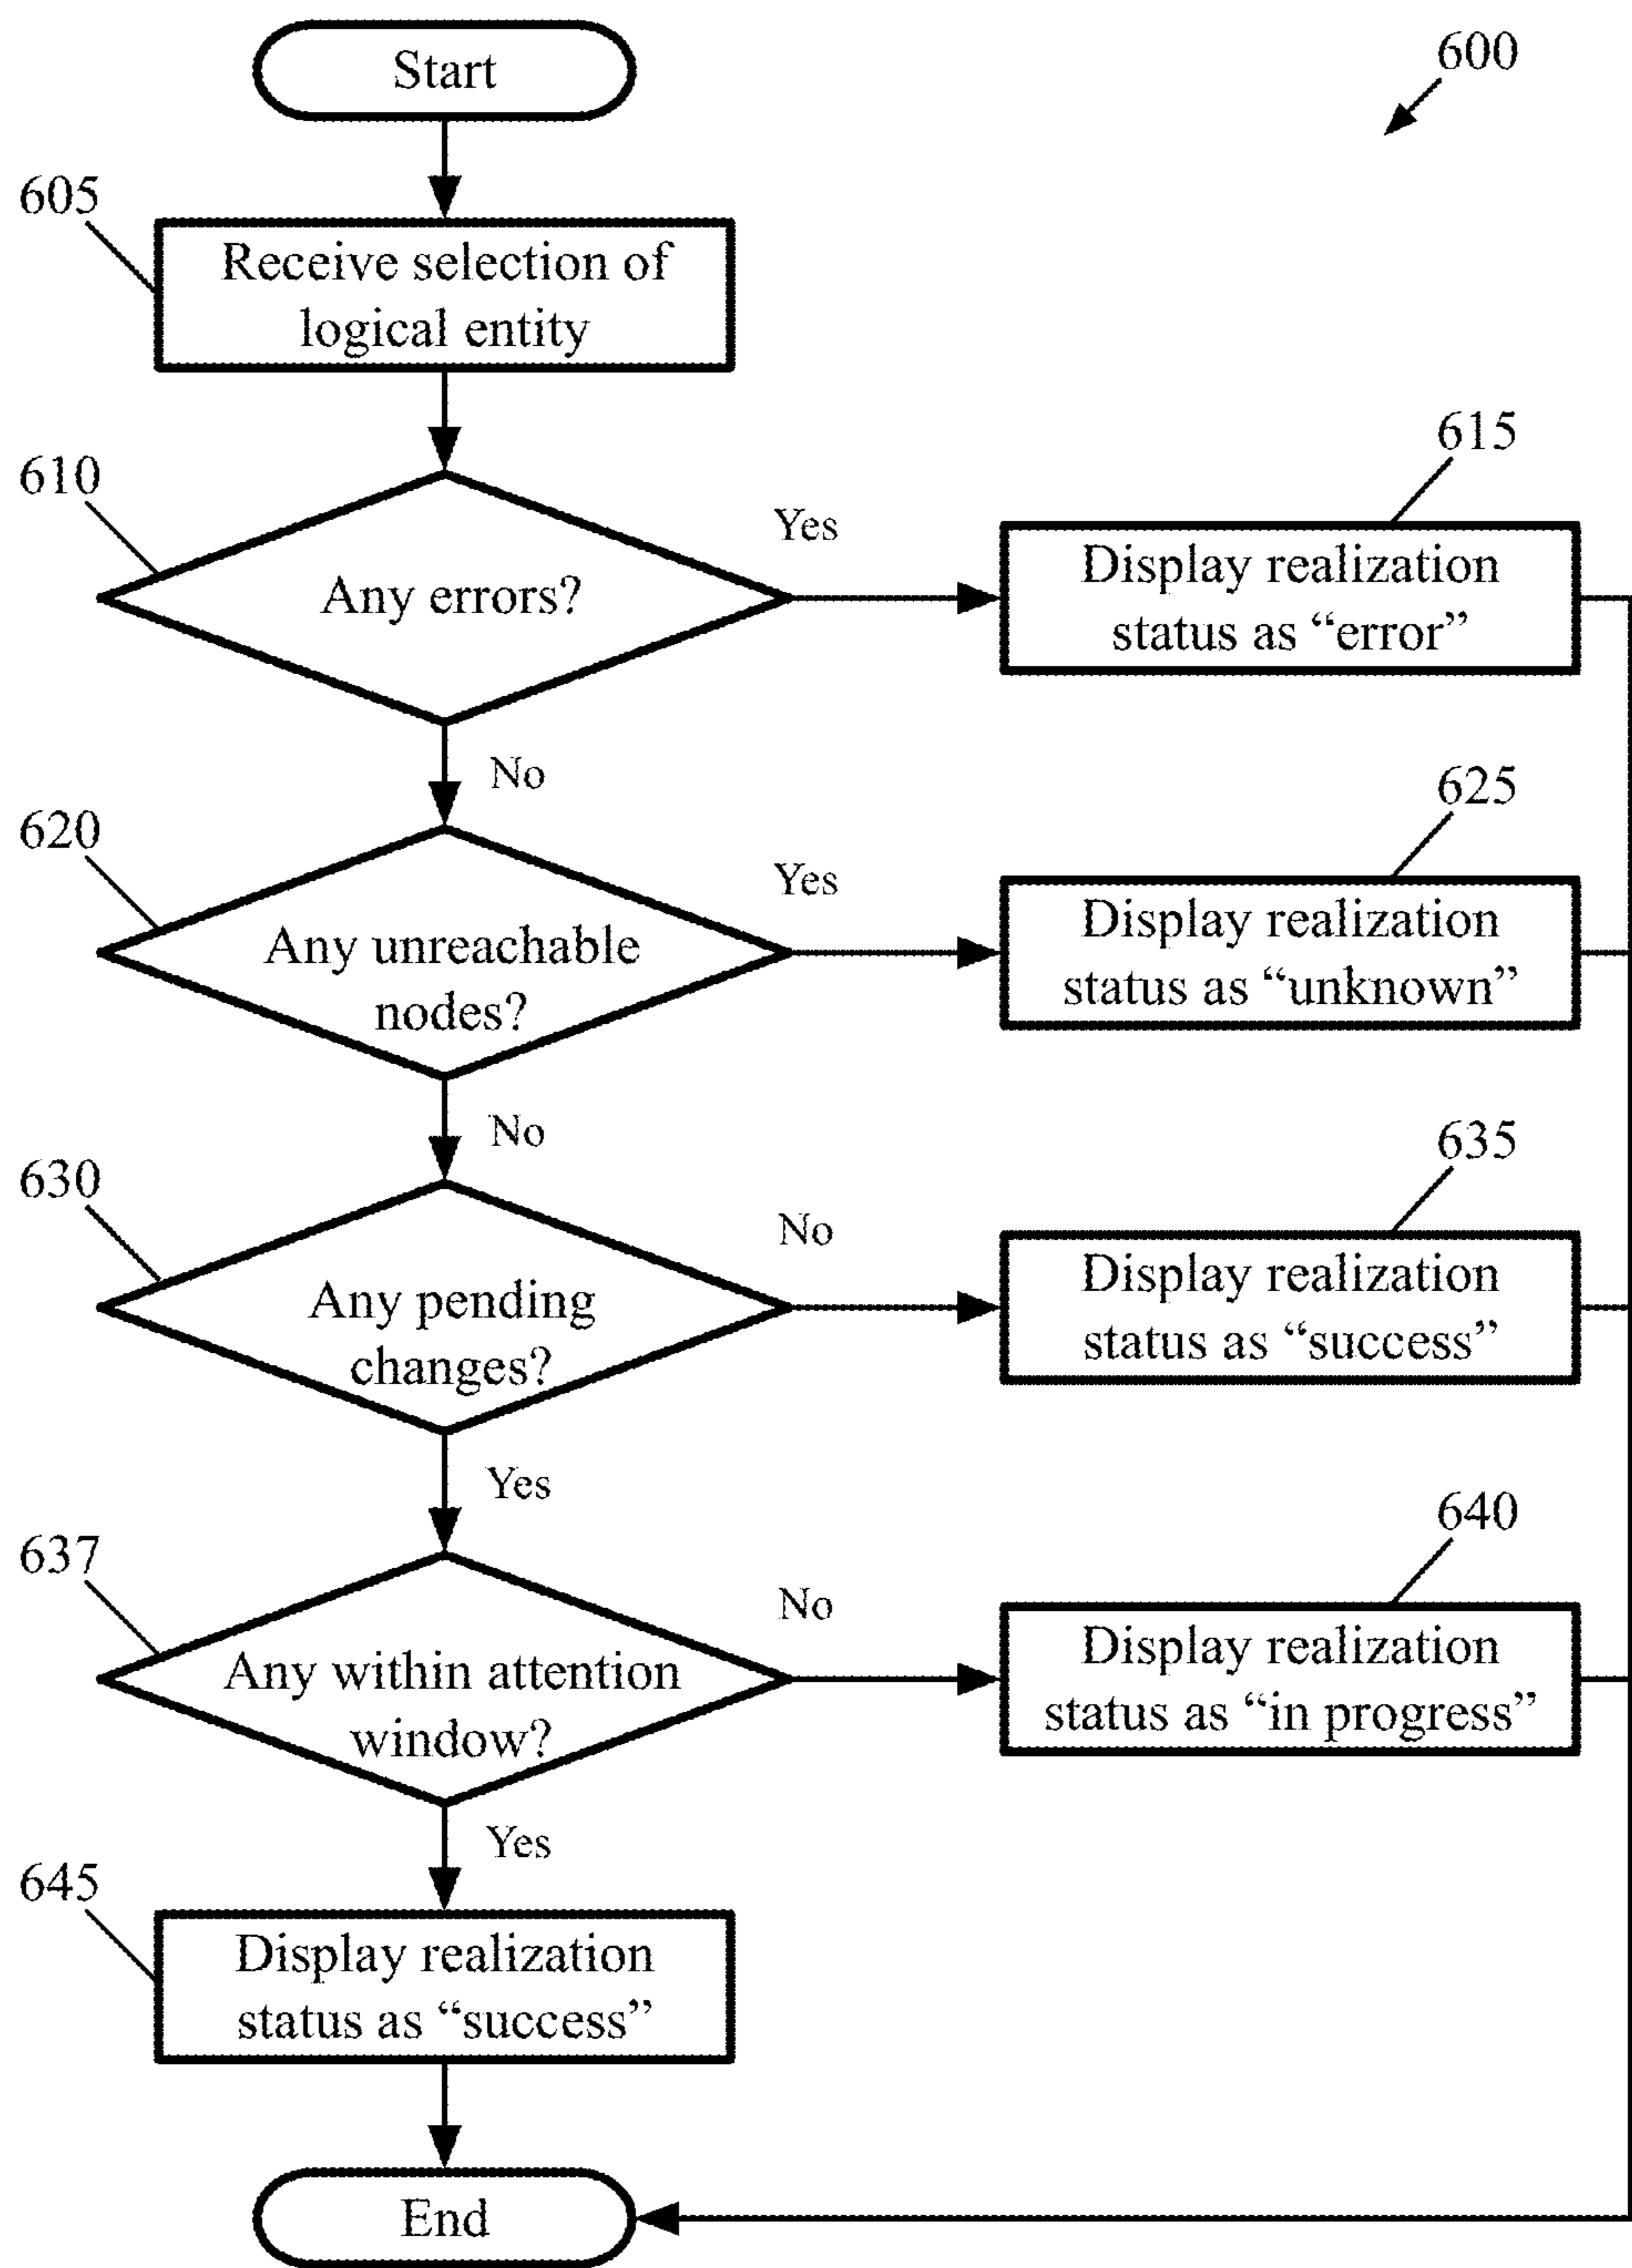 Start
600
605
Receive selection of
logical entity
610
Any errors?
Yes
615
Display realization
status as “error”
No
620
Any unreachable
nodes?
Yes
625
Display realization
status as “unknown”
No
630
Any pending
changes?
No
635
Display realization
status as “success”
Yes
637
Any within attention
window?
No
640
Display realization
status as “in progress”
Yes
645
Display realization
status as “success”
End